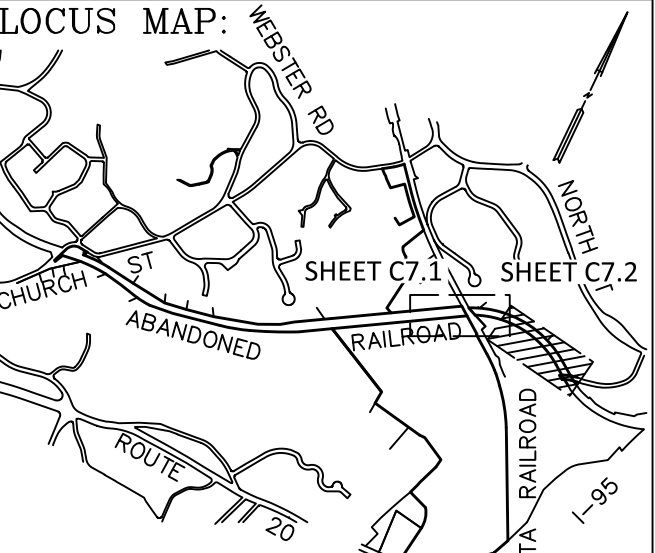 LOCUS MAP:
WEBSTER RD
N
NORTH
SHEET C7.1
SHEET C7.2
CHURCH ST
ABANDONED RAILROAD
ROUTE 20
TA RAILROAD
I-95